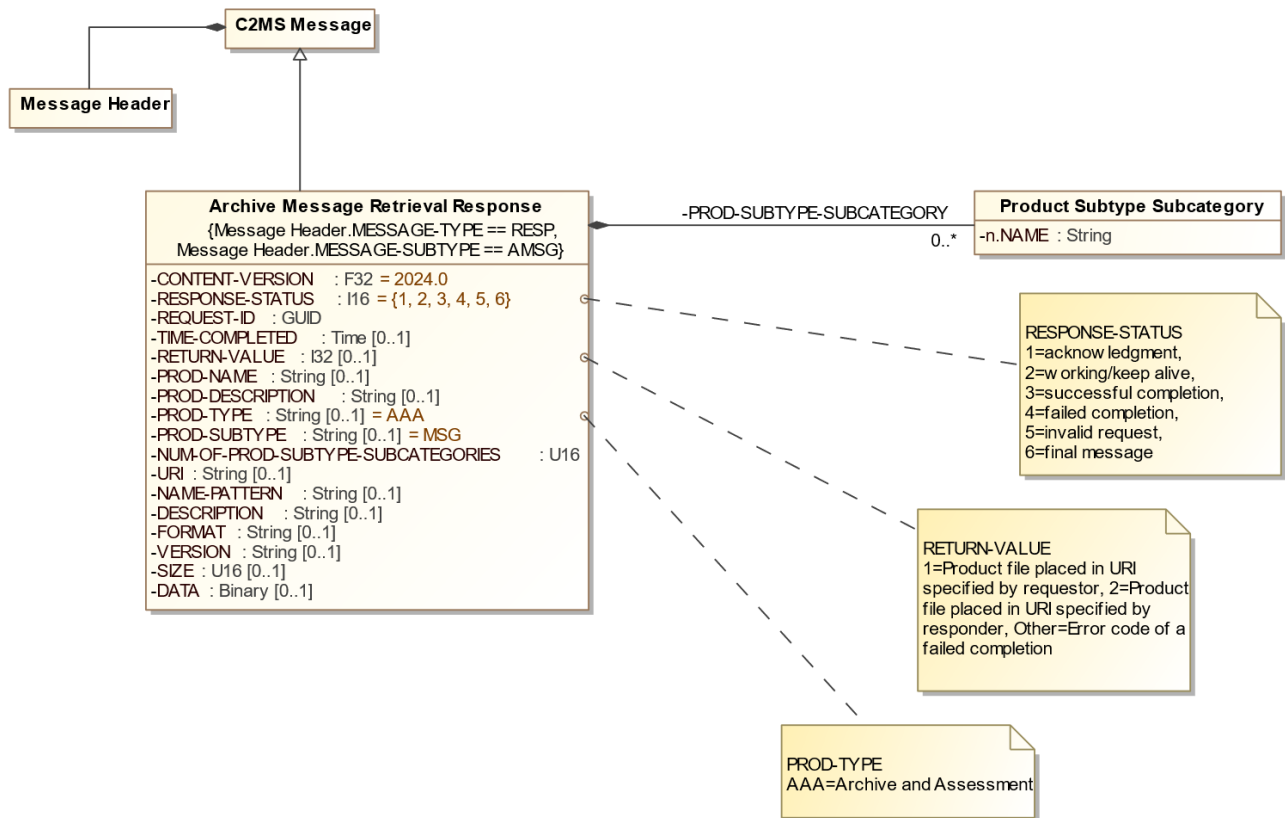 C2MS Message
Message Header
Archive Message Retrieval Response
{Message Header.MESSAGE-TYPE == RESP,
Message Header.MESSAGE-SUBTYPE == AMSG}
-CONTENT-VERSION : F32 = 2024.0
-RESPONSE-STATUS : I16 = {1, 2, 3, 4, 5, 6}
-REQUEST-ID : GUID
-TIME-COMPLETED : Time [0..1]
-RETURN-VALUE : I32 [0..1]
-PROD-NAME : String [0..1]
-PROD-DESCRIPTION : String [0..1]
-PROD-TYPE : String [0..1] = AAA
-PROD-SUBTYPE : String [0..1] = MSG
-NUM-OF-PROD-SUBTYPE-SUBCATEGORIES : U16
-URI : String [0..1]
-NAME-PATTERN : String [0..1]
-DESCRIPTION : String [0..1]
-FORMAT : String [0..1]
-VERSION : String [0..1]
-SIZE : U16 [0..1]
-DATA : Binary [0..1]
-PROD-SUBTYPE-SUBCATEGORY
0..*
Product Subtype Subcategory
-n.NAME : String
RESPONSE-STATUS
1=acknowledgment,
2=working/keep alive,
3=successful completion,
4=failed completion,
5=invalid request,
6=final message
RETURN-VALUE
1=Product file placed in URI
specified by requestor, 2=Product
file placed in URI specified by
responder, Other=Error code of a
failed completion
PROD-TYPE
AAA=Archive and Assessment